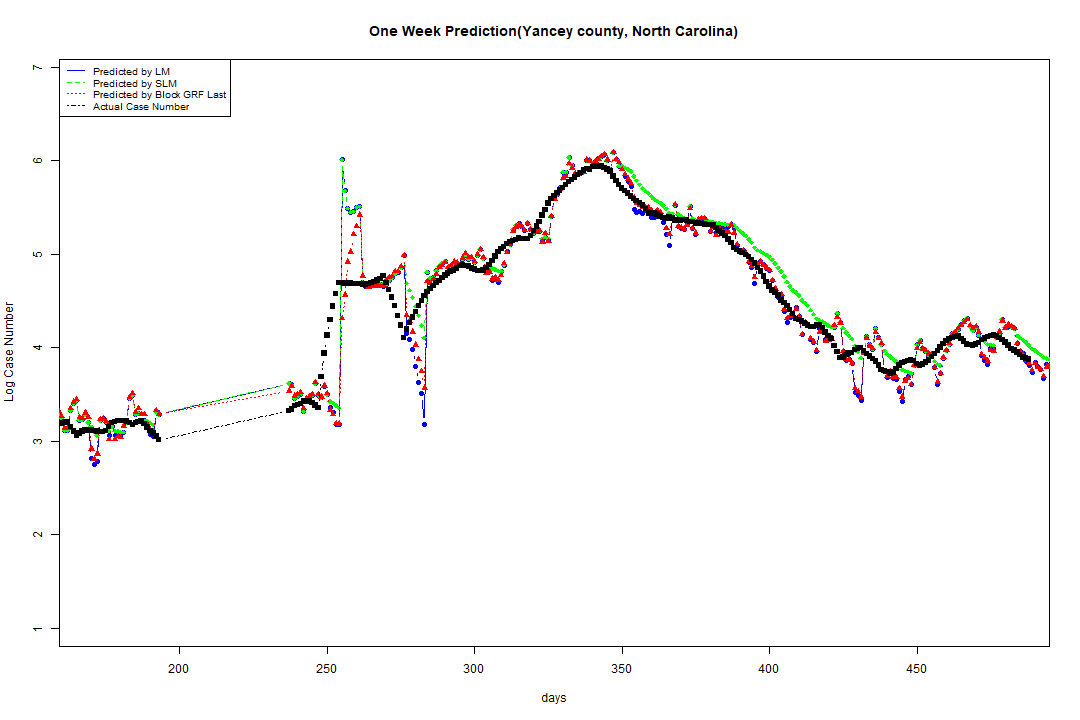 One Week Prediction(Yancey county, North Carolina)
Predicted by LM
Predicted by SLM
Predicted by Block GRF Last
Actual Case Number
7
6
5
4
3
2
1
Log Case Number
200 250 300 350 400 450
days